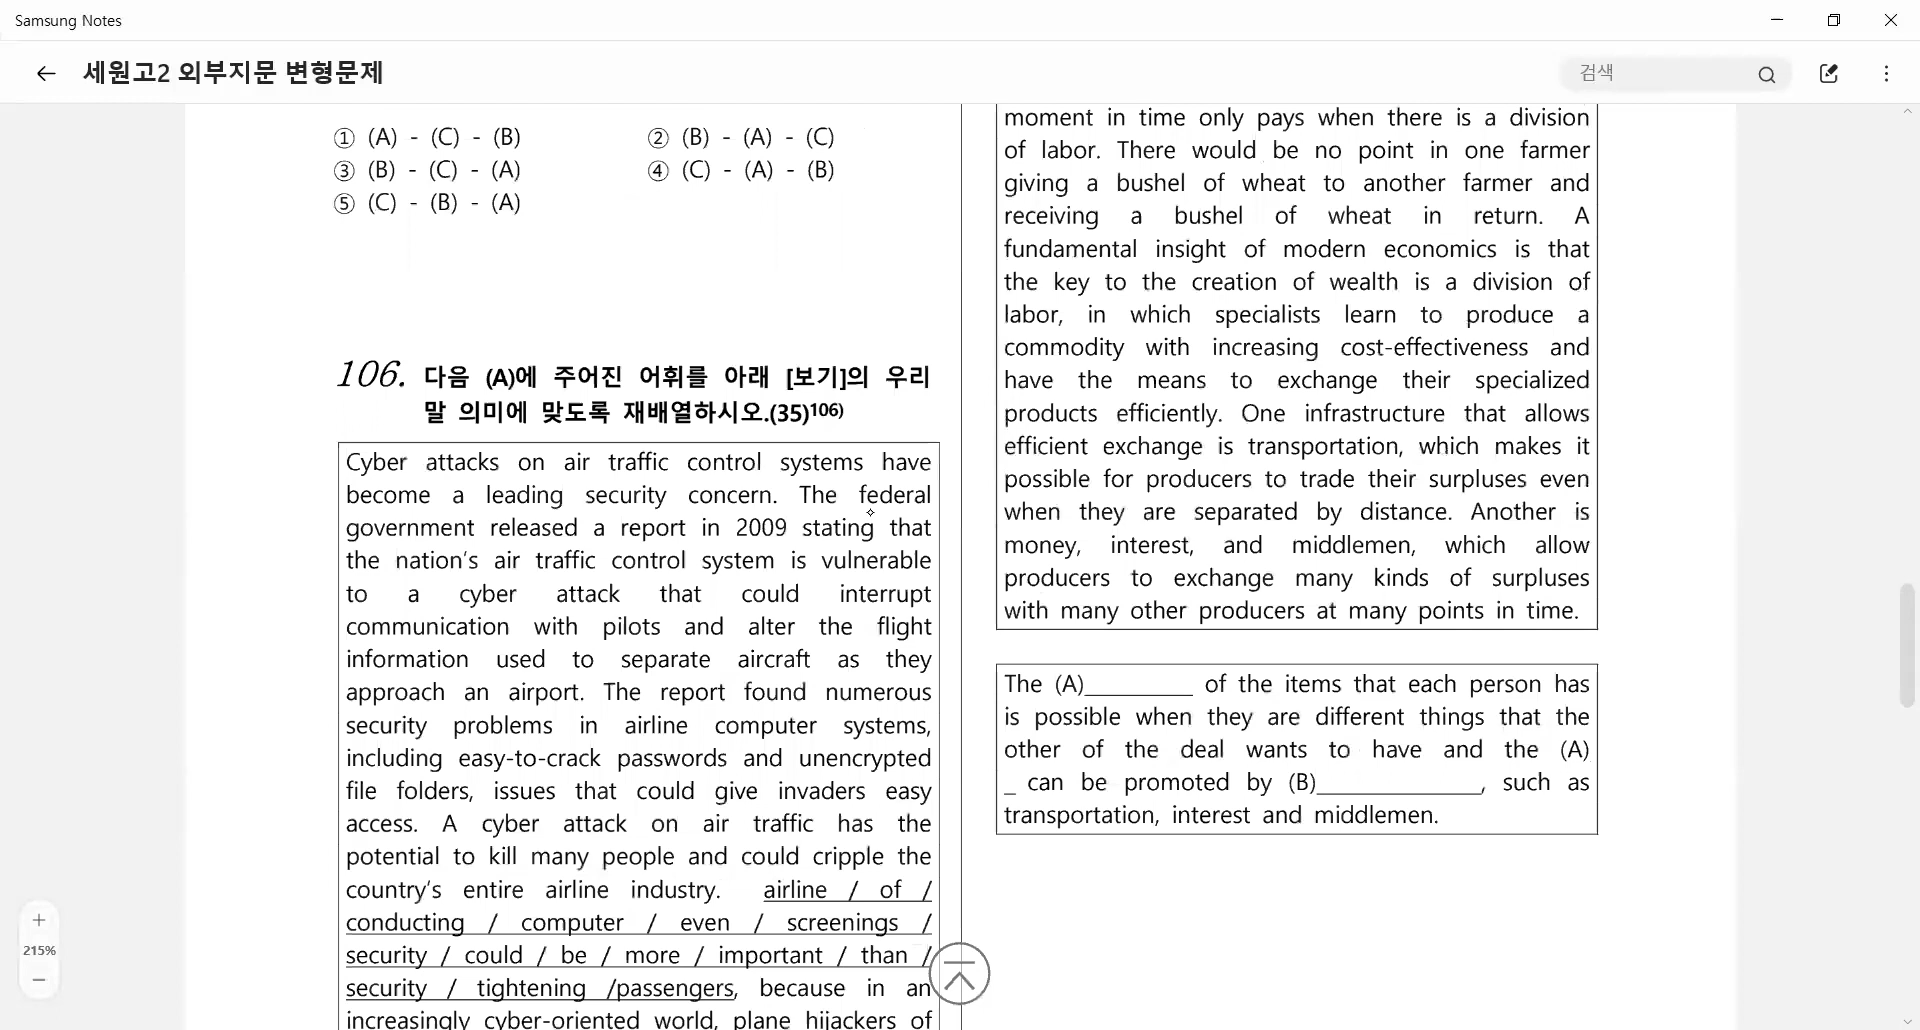 Samsung Notes
세원고2 외부지문 변형문제
검색
① (A) - (C) - (B) ② (B) - (A) - (C)
③ (B) - (C) - (A) ④ (C) - (A) - (B)
⑤ (C) - (B) - (A)
106. 다음 (A)에 주어진 어휘를 아래 [보기]의 우리
말 의미에 맞도록 재배열하시오.(35)106)
Cyber attacks on air traffic control systems have
become a leading security concern. The federal
government released a report in 2009 stating that
the nation's air traffic control system is vulnerable
to a cyber attack that could interrupt
communication with pilots and alter the flight
information used to separate aircraft as they
approach an airport. The report found numerous
security problems in airline computer systems,
including easy-to-crack passwords and unencrypted
file folders, issues that could give invaders easy
access. A cyber attack on air traffic has the
potential to kill many people and could cripple the
country's entire airline industry. airline / of /
conducting / computer / even / screenings /
security / could / be / more / important / than /
security / tightening /passengers, because in an
increasingly cyber-oriented world, plane hijackers of
moment in time only pays when there is a division
of labor. There would be no point in one farmer
giving a bushel of wheat to another farmer and
receiving a bushel of wheat in return. A
fundamental insight of modern economics is that
the key to the creation of wealth is a division of
labor, in which specialists learn to produce a
commodity with increasing cost-effectiveness and
have the means to exchange their specialized
products efficiently. One infrastructure that allows
efficient exchange is transportation, which makes it
possible for producers to trade their surpluses even
when they are separated by distance. Another is
money, interest, and middlemen, which allow
producers to exchange many kinds of surpluses
with many other producers at many points in time.
The (A)_________ of the items that each person has
is possible when they are different things that the
other of the deal wants to have and the (A)
_ can be promoted by (B)_____________, such as
transportation, interest and middlemen.
215%